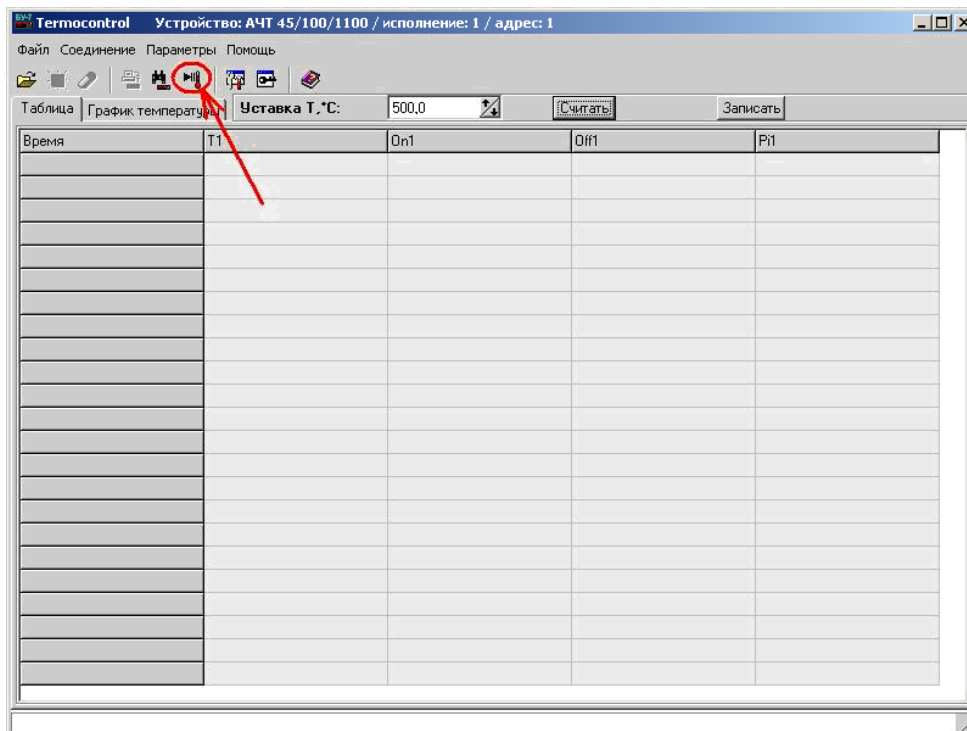 Termocontrol Устройство: АЧТ 45/100/1100 / исполнение: 1 / адрес: 1
Файл Соединение Параметры Помощь
Таблица График температуры Уставка Т,°С: 500,0 Считать Записать
Время T1 On1 Off1 Pi1